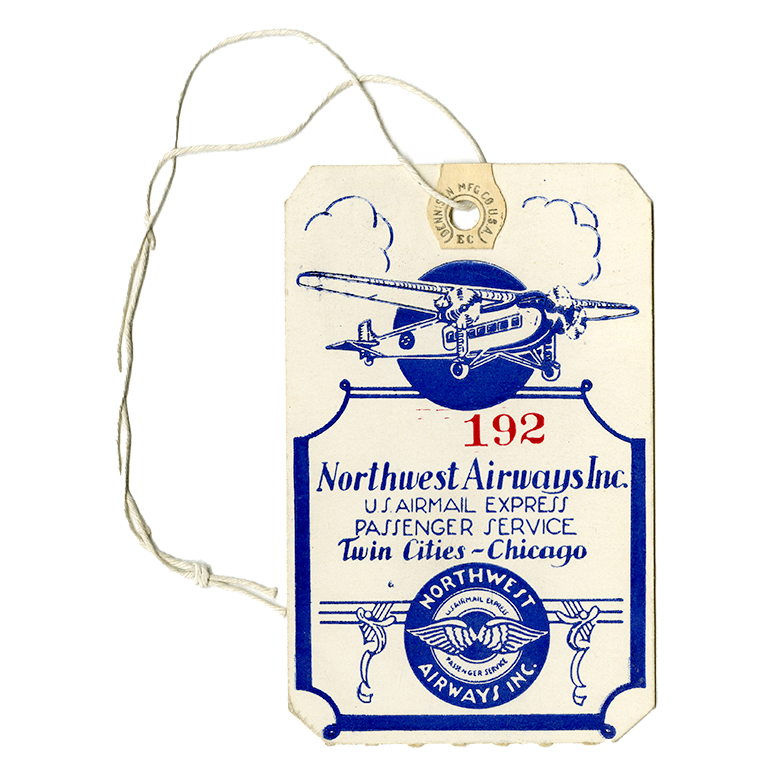 DENNISON MFG CO. U.S.A.
EC
192
Northwest Airways Inc.
U.S. AIRMAIL EXPRESS
PASSENGER SERVICE
Twin Cities ~ Chicago
NORTHWEST
U.S. AIRMAIL EXPRESS
PASSENGER SERVICE
AIRWAYS INC.